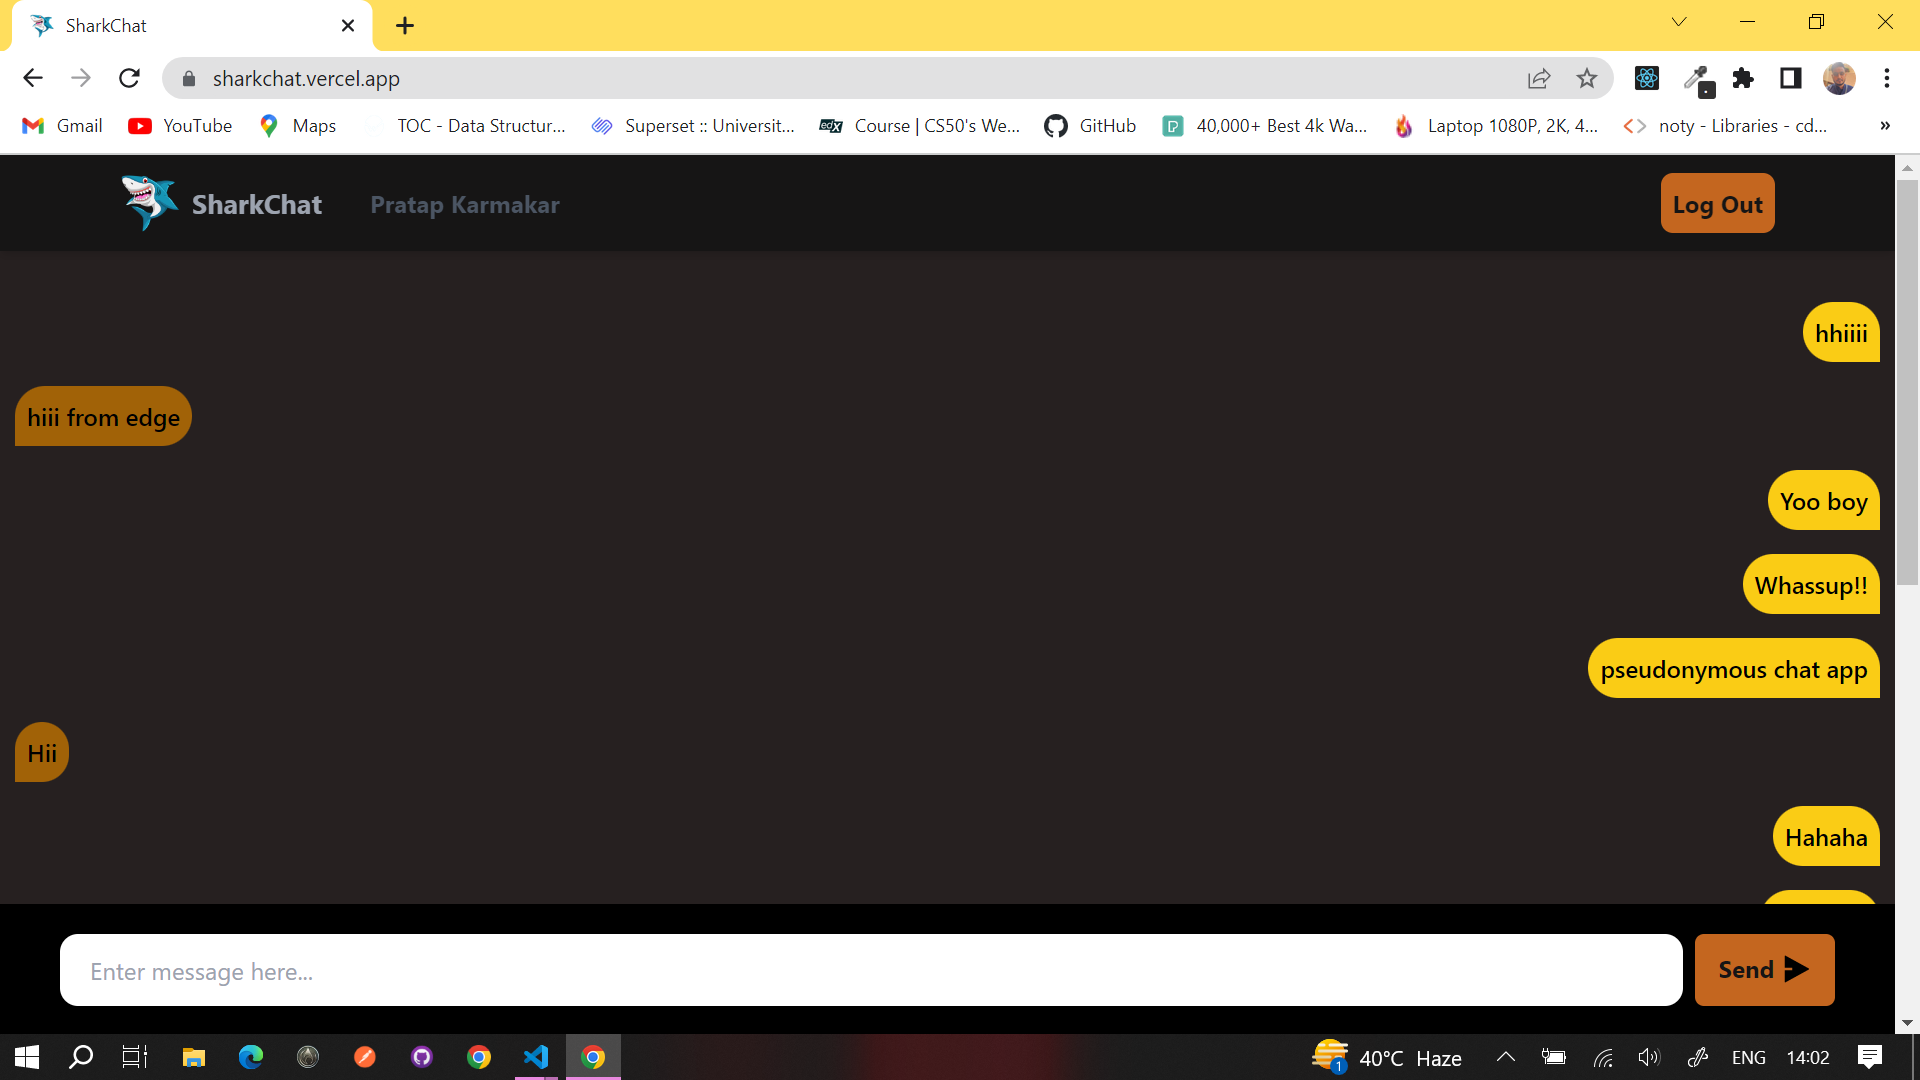 SharkChat
sharkchat.vercel.app
Gmail YouTube Maps TOC - Data Structur... Superset :: Universit... edX Course | CS50's We... GitHub 40,000+ Best 4k Wa... Laptop 1080P, 2K, 4... noty - Libraries - cd... »
SharkChat Pratap Karmakar Log Out
hhiiii
hiii from edge
Yoo boy
Whassup!!
pseudonymous chat app
Hii
Hahaha
Enter message here...
Send
1 40°C Haze ENG 14:02